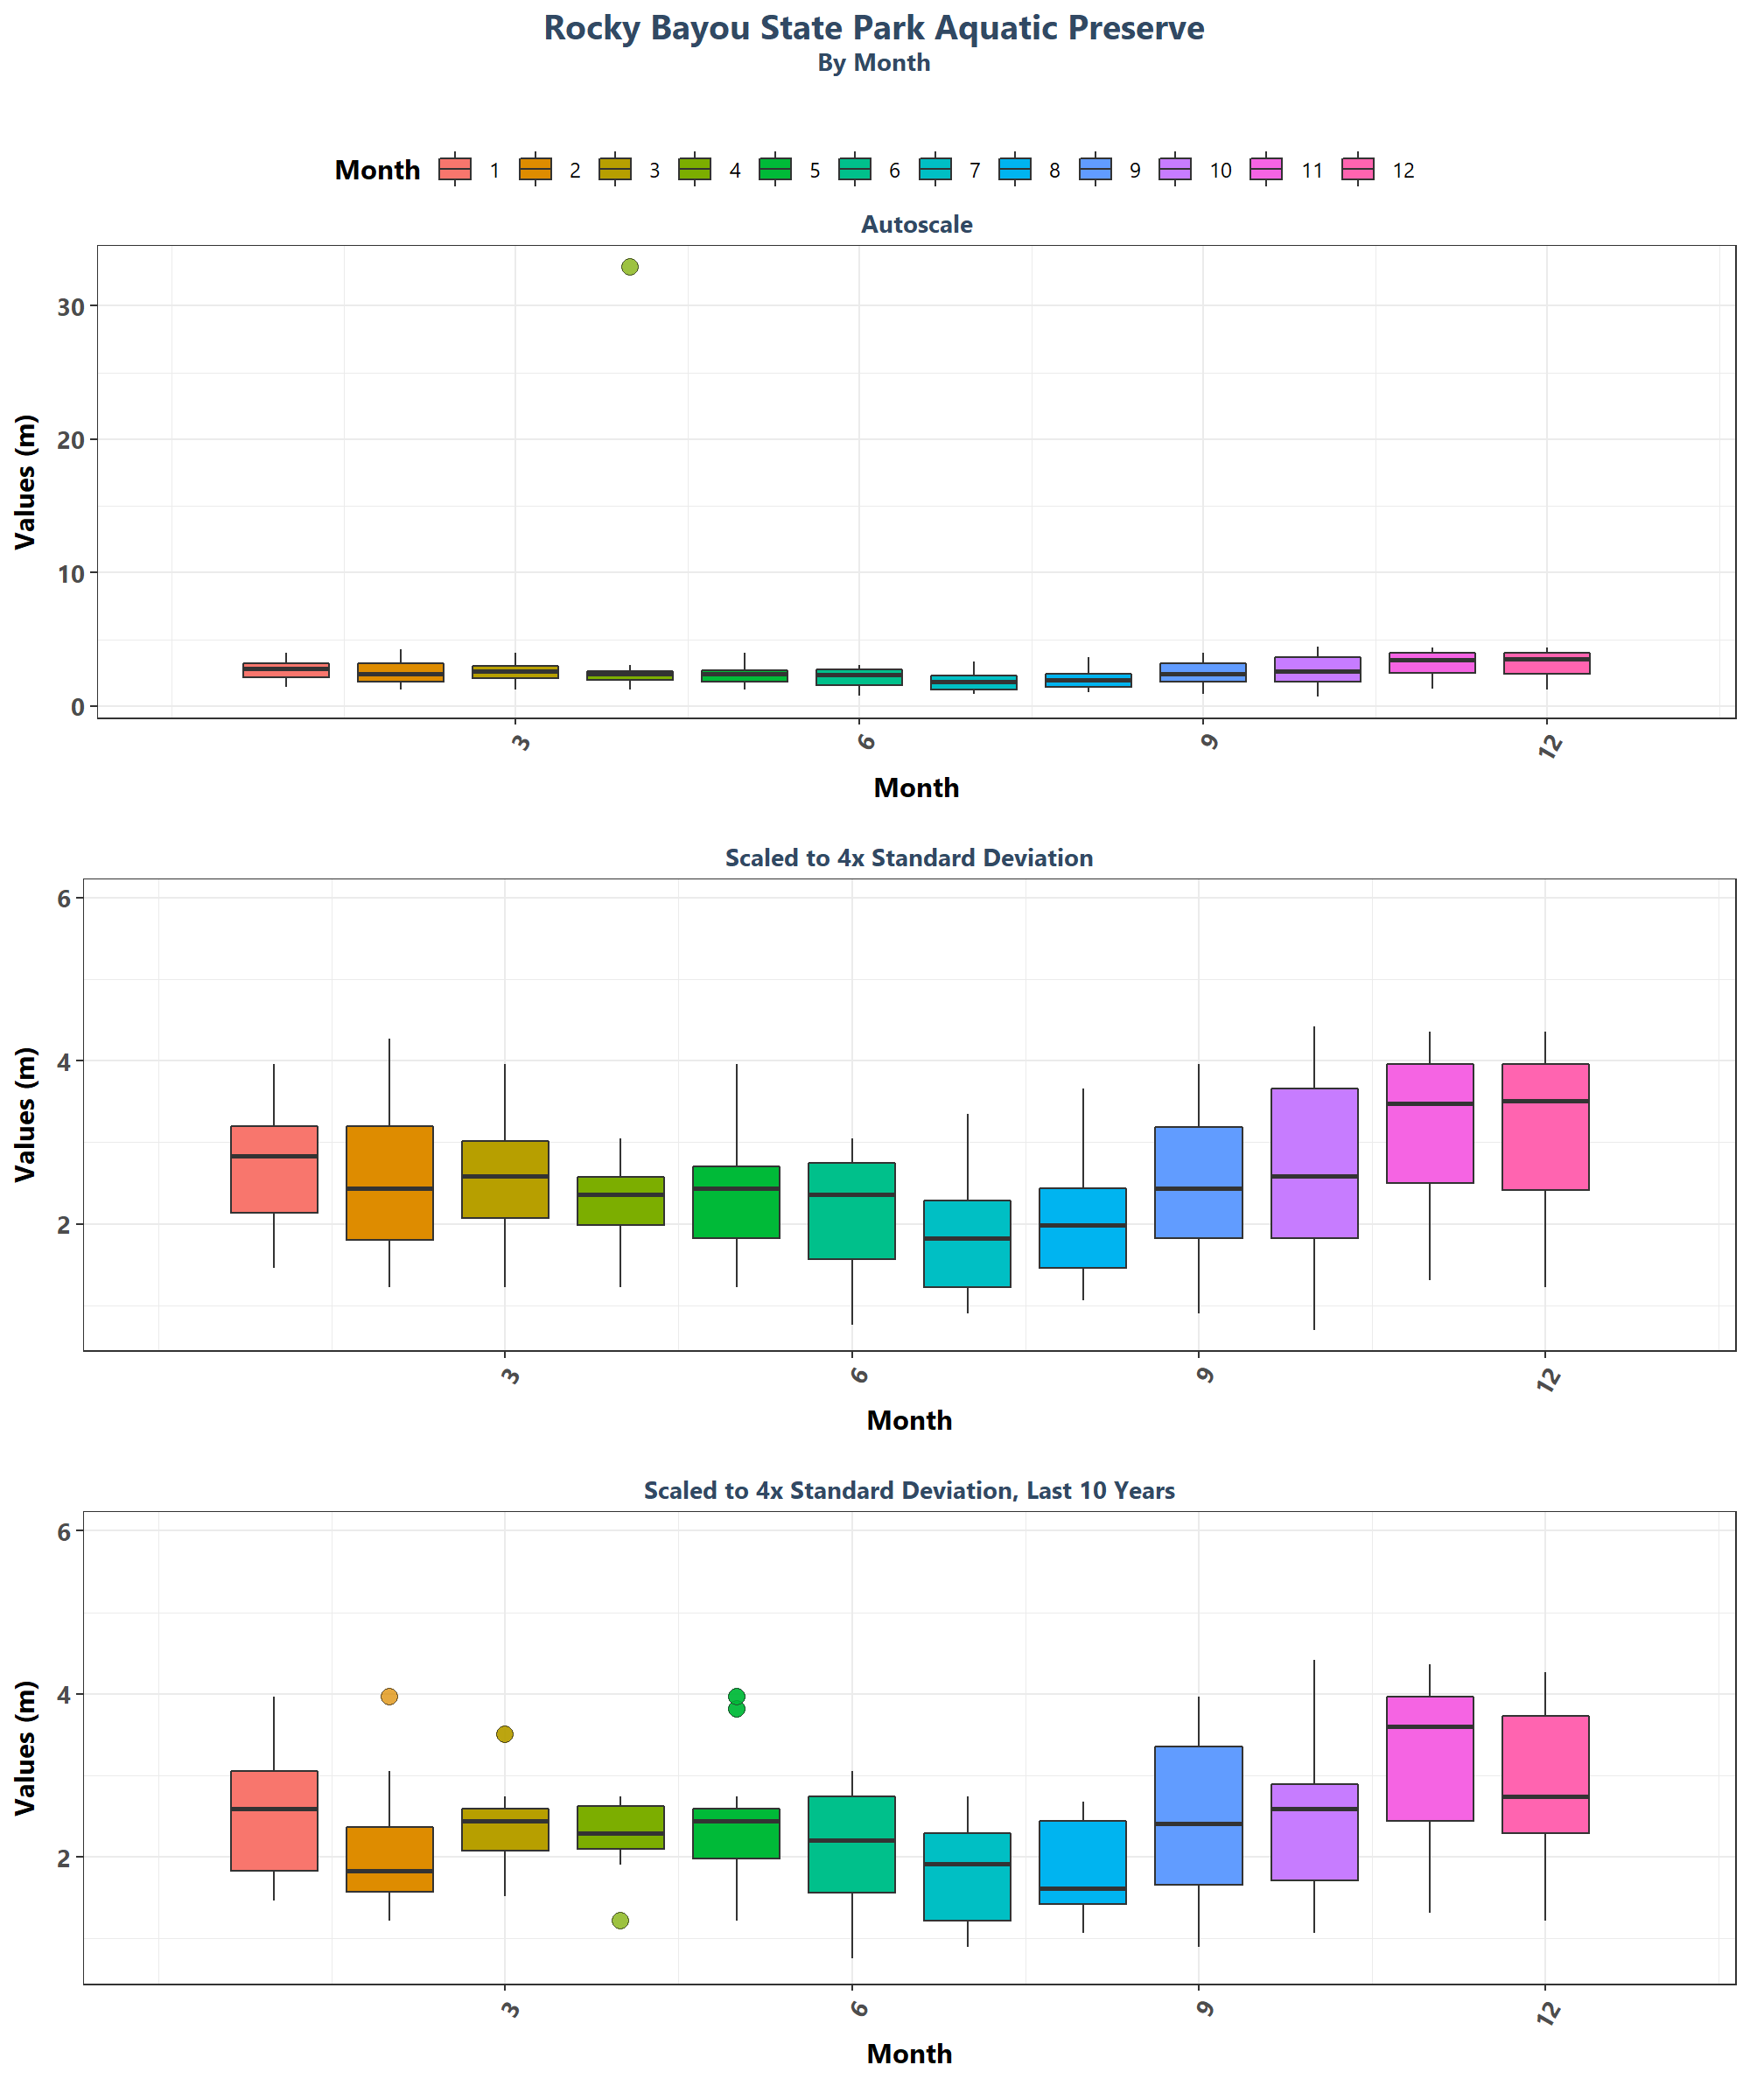 Rocky Bayou State Park Aquatic Preserve
By Month
Month 1 2 3 4 5 6 7 8 9 10 11 12
Autoscale
30
20
10
0
Values (m)
3 6 9 12
Month
Scaled to 4x Standard Deviation
6
4
2
Values (m)
3 6 9 12
Month
Scaled to 4x Standard Deviation, Last 10 Years
6
4
2
Values (m)
3 6 9 12
Month